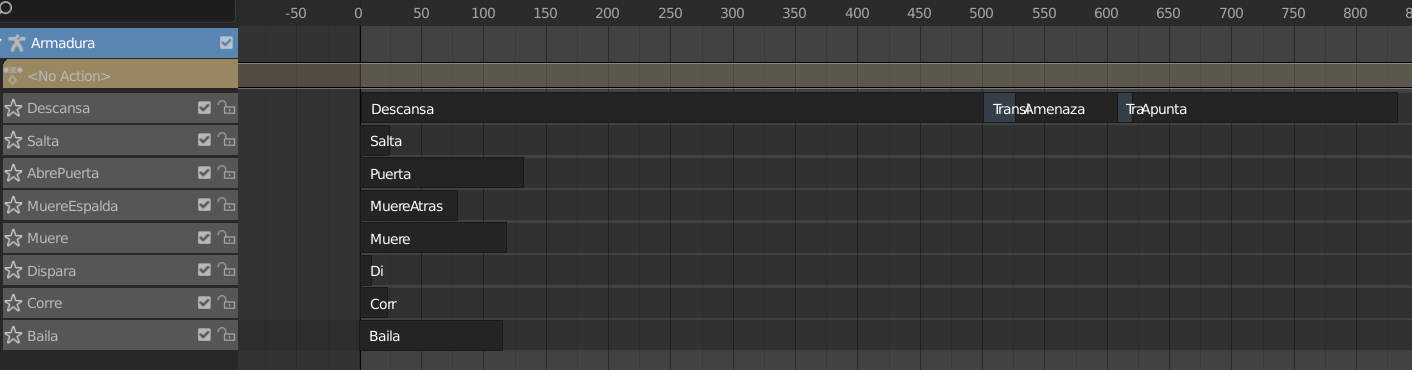 -50 0 50 100 150 200 250 300 350 400 450 500 550 600 650 700 750 800
Armadura
<No Action>
Descansa Descansa Trans Amenaza Tra Apunta
Salta Salta
AbrePuerta Puerta
MuereEspalda MuereAtras
Muere Muere
Dispara Di
Corre Corr
Baila Baila